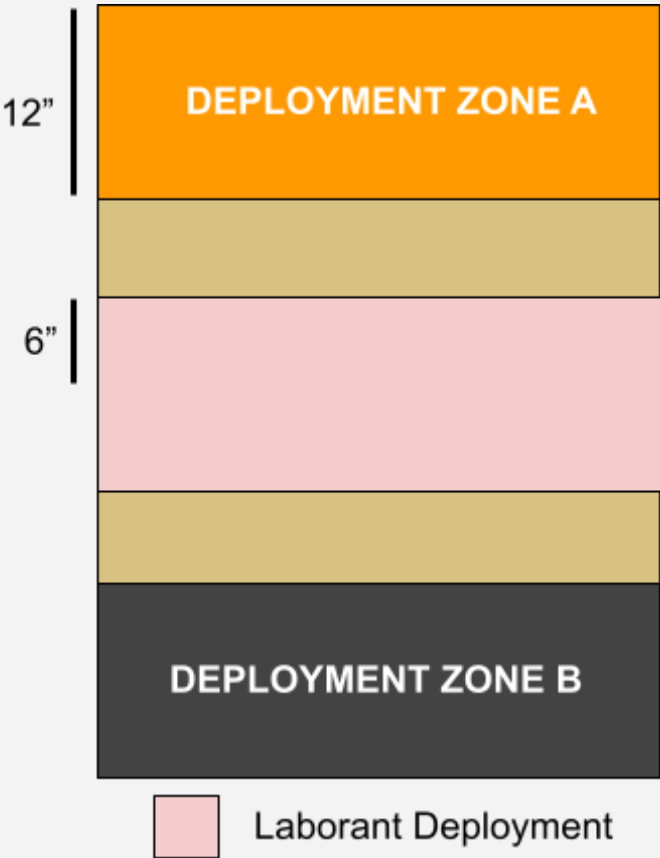 DEPLOYMENT ZONE A
12”
6”
DEPLOYMENT ZONE B
Laborant Deployment